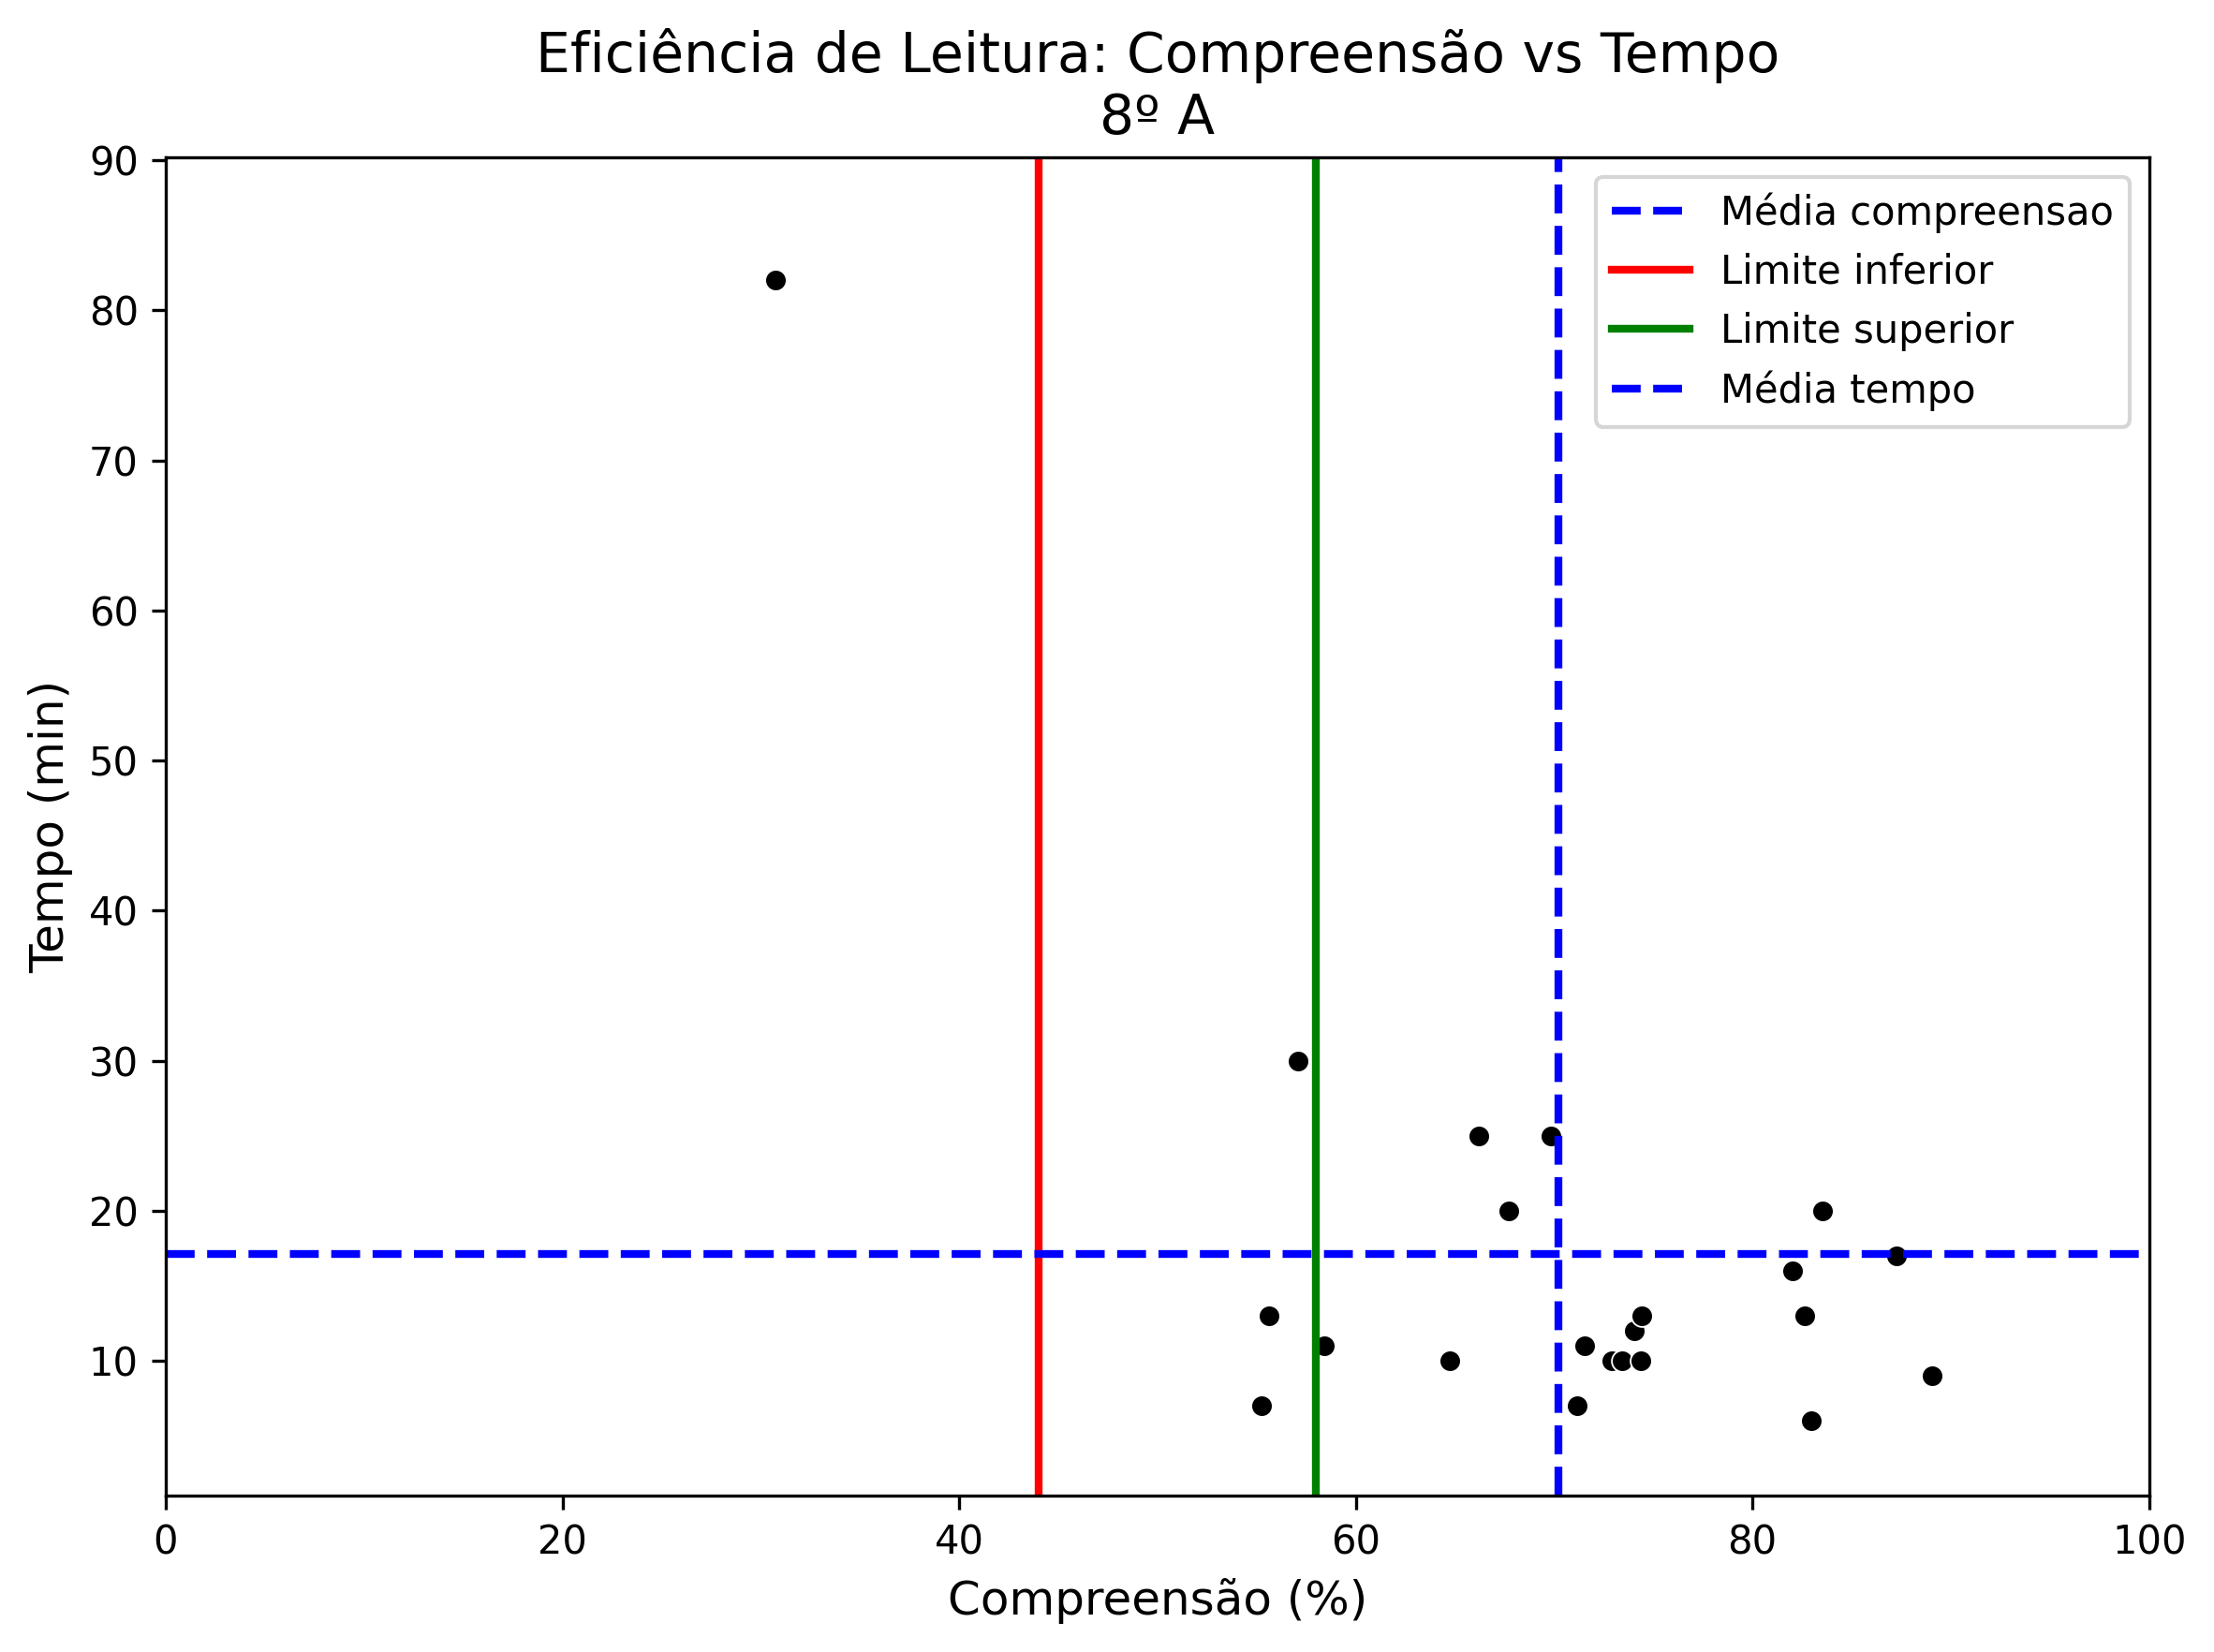 Eficiência de Leitura: Compreensão vs Tempo
8º A
90
80
70
60
50
40
30
20
10
Tempo (min)
Média compreensao
Limite inferior
Limite superior
Média tempo
0 20 40 60 80 100
Compreensão (%)